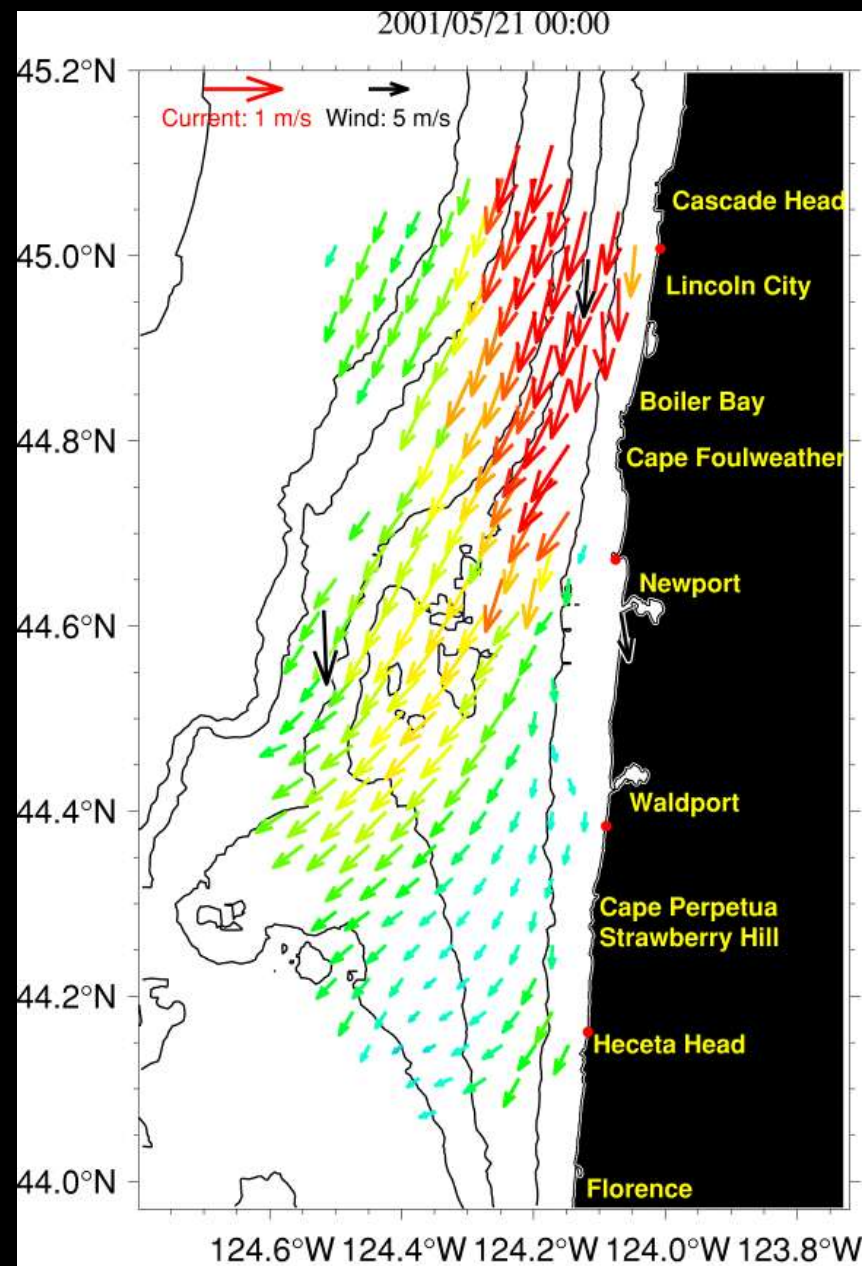 2001/05/21 00:00
45.2°N
Current: 1 m/s Wind: 5 m/s
Cascade Head
45.0°N
Lincoln City
Boiler Bay
44.8°N
Cape Foulweather
Newport
44.6°N
Waldport
44.4°N
Cape Perpetua
Strawberry Hill
44.2°N
Heceta Head
44.0°N
Florence
124.6°W 124.4°W 124.2°W 124.0°W 123.8°W